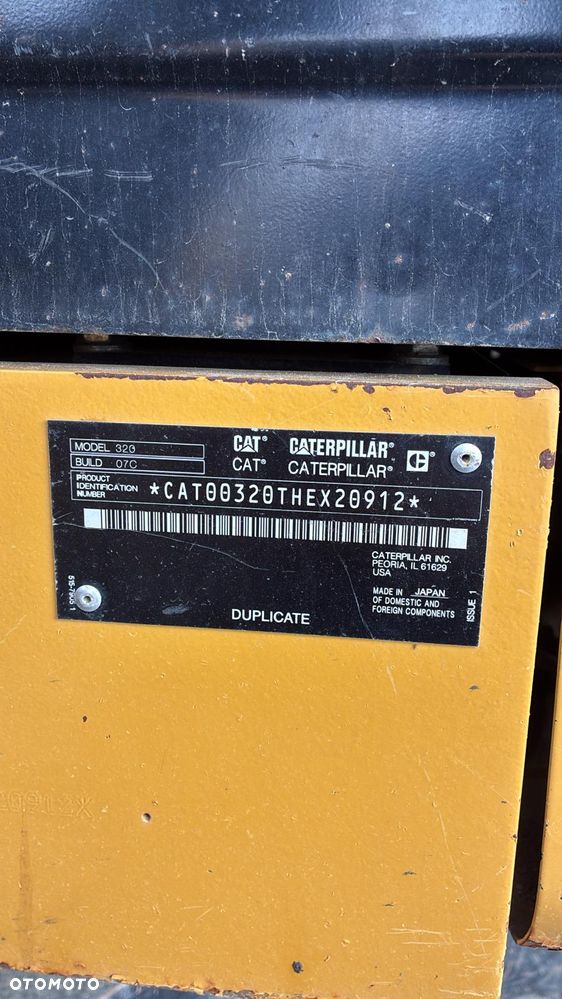 MODEL 320
BUILD 07C
CAT® CATERPILLAR®
CAT® CATERPILLAR®
PRODUCT
IDENTIFICATION
NUMBER
*CAT00320THEX20912*
CATERPILLAR INC.
PEORIA, IL 61629
USA
MADE IN JAPAN
OF DOMESTIC AND
FOREIGN COMPONENTS
ISSUE 1
DUPLICATE
OTOMOTO